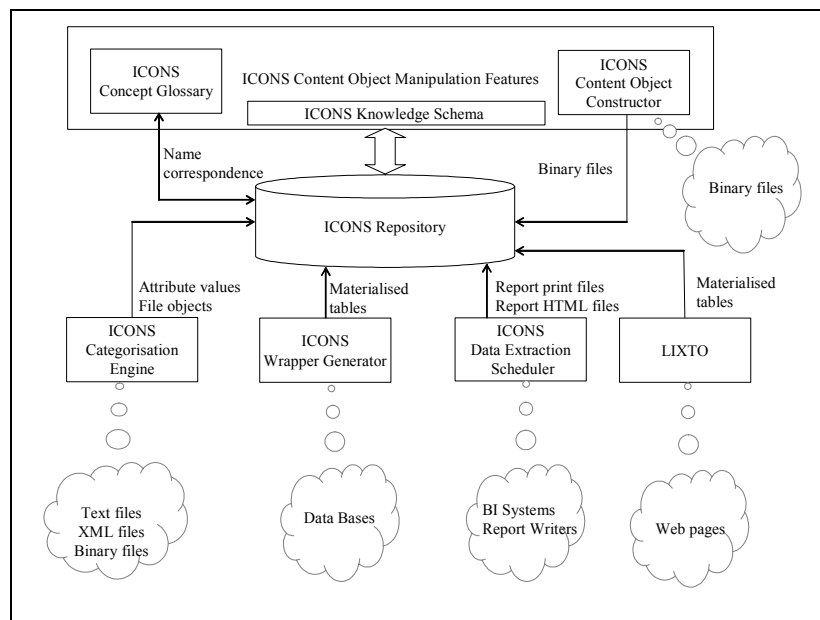 ICONS
Concept Glossary
ICONS Content Object Manipulation Features
ICONS Knowledge Schema
ICONS
Content Object
Constructor
Name
correspondence
Binary files
Binary files
ICONS Repository
Attribute values
File objects
Materialised
tables
Report print files
Report HTML files
Materialised
tables
ICONS
Categorisation
Engine
ICONS
Wrapper Generator
ICONS
Data Extraction
Scheduler
LIXTO
Text files
XML files
Binary files
Data Bases
BI Systems
Report Writers
Web pages